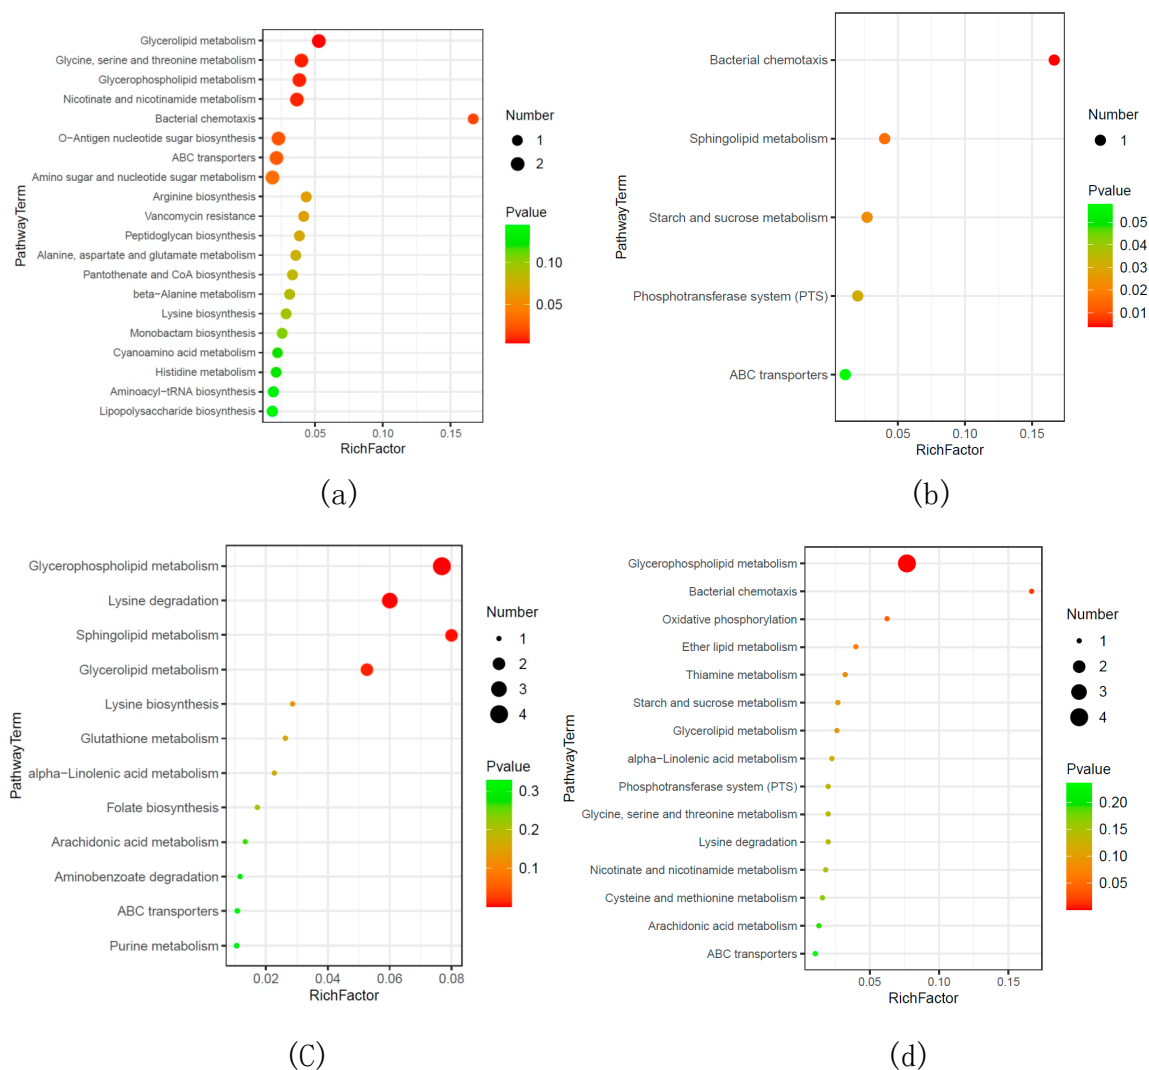 Glycerolipid metabolism
Glycine, serine and threonine metabolism
Glycerophospholipid metabolism
Nicotinate and nicotinamide metabolism
Bacterial chemotaxis
O−Antigen nucleotide sugar biosynthesis
ABC transporters
Amino sugar and nucleotide sugar metabolism
Arginine biosynthesis
Vancomycin resistance
Peptidoglycan biosynthesis
Alanine, aspartate and glutamate metabolism
Pantothenate and CoA biosynthesis
beta−Alanine metabolism
Lysine biosynthesis
Monobactam biosynthesis
Cyanoamino acid metabolism
Histidine metabolism
Aminoacyl−tRNA biosynthesis
Lipopolysaccharide biosynthesis
PathwayTerm
0.05 0.10 0.15
RichFactor
Number
1
2
Pvalue
0.10
0.05
(a)
Bacterial chemotaxis
Sphingolipid metabolism
Starch and sucrose metabolism
Phosphotransferase system (PTS)
ABC transporters
PathwayTerm
0.05 0.10 0.15
RichFactor
Number
1
Pvalue
0.05
0.04
0.03
0.02
0.01
(b)
Glycerophospholipid metabolism
Lysine degradation
Sphingolipid metabolism
Glycerolipid metabolism
Lysine biosynthesis
Glutathione metabolism
alpha−Linolenic acid metabolism
Folate biosynthesis
Arachidonic acid metabolism
Aminobenzoate degradation
ABC transporters
Purine metabolism
PathwayTerm
0.02 0.04 0.06 0.08
RichFactor
Number
1
2
3
4
Pvalue
0.3
0.2
0.1
(C)
Glycerophospholipid metabolism
Bacterial chemotaxis
Oxidative phosphorylation
Ether lipid metabolism
Thiamine metabolism
Starch and sucrose metabolism
Glycerolipid metabolism
alpha−Linolenic acid metabolism
Phosphotransferase system (PTS)
Glycine, serine and threonine metabolism
Lysine degradation
Nicotinate and nicotinamide metabolism
Cysteine and methionine metabolism
Arachidonic acid metabolism
ABC transporters
PathwayTerm
0.05 0.10 0.15
RichFactor
Number
1
2
3
4
Pvalue
0.20
0.15
0.10
0.05
(d)